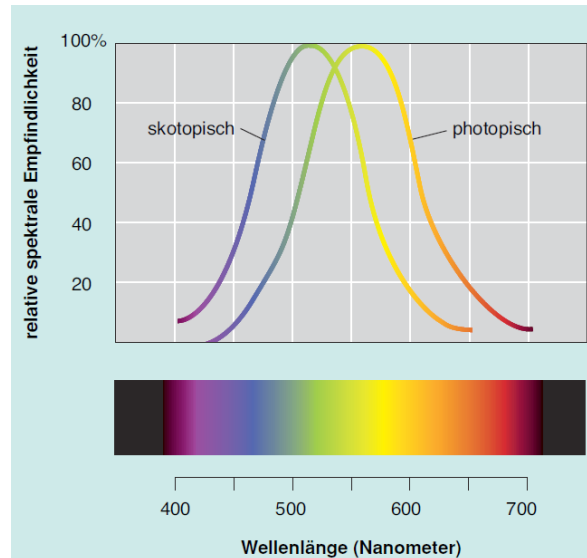 relative spektrale Empfindlichkeit
100%
80
60
40
20
skotopisch
photopisch
400
500
600
700
Wellenlänge (Nanometer)